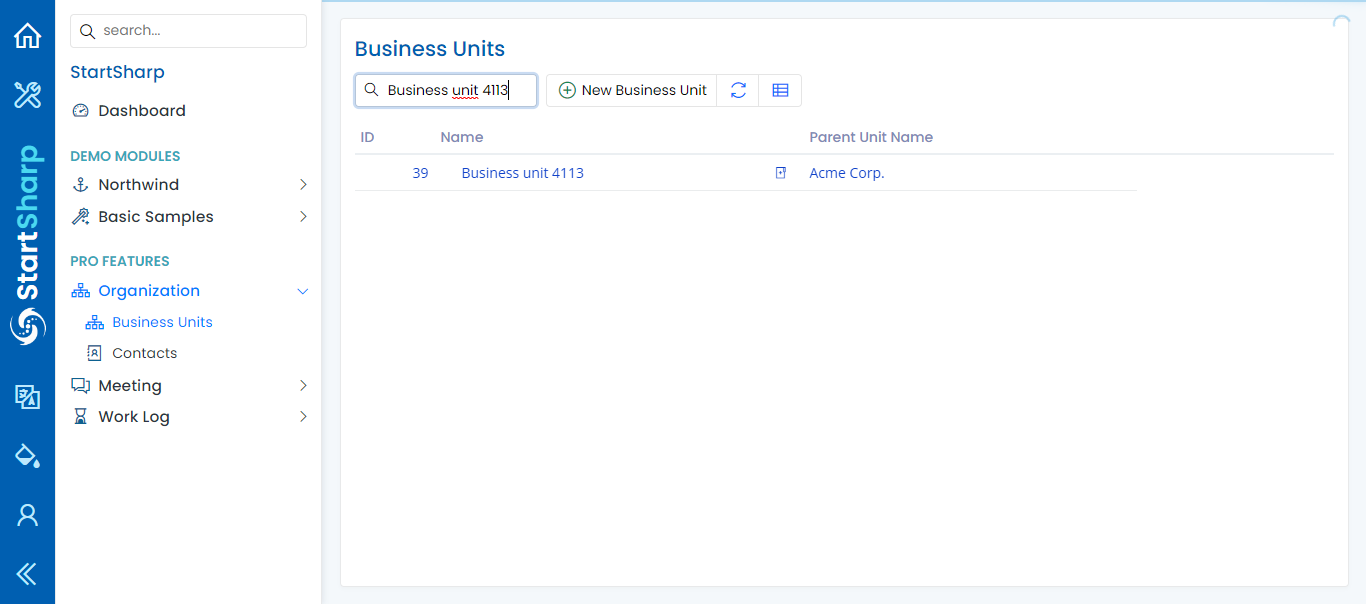 StartSharp
search...
StartSharp
Dashboard
DEMO MODULES
Northwind
Basic Samples
PRO FEATURES
Organization
Business Units
Contacts
Meeting
Work Log
Business Units
Business unit 4113
New Business Unit
ID Name Parent Unit Name
39 Business unit 4113 Acme Corp.